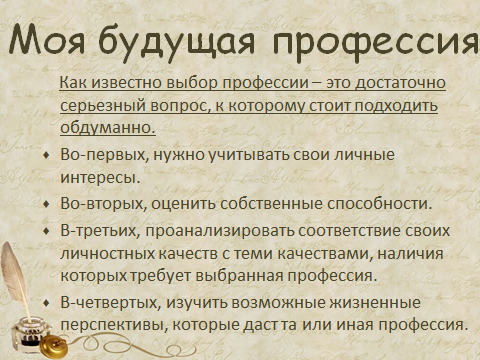 Моя будущая профессия
Как известно выбор профессии – это достаточно
серьезный вопрос, к которому стоит подходить
обдуманно.
♦ Во-первых, нужно учитывать свои личные
интересы.
♦ Во-вторых, оценить собственные способности.
♦ В-третьих, проанализировать соответствие своих
личностных качеств с теми качествами, наличия
которых требует выбранная профессия.
♦ В-четвертых, изучить возможные жизненные
перспективы, которые даст та или иная профессия.